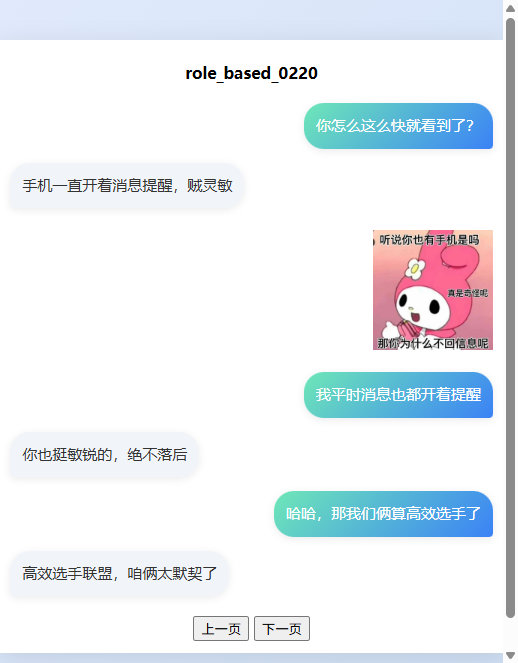 role_based_0220
你怎么这么快就看到了？
手机一直开着消息提醒，贼灵敏
听说你也有手机是吗
真是奇怪呢
那你为什么不回信息呢
我平时消息也都开着提醒
你也挺敏锐的，绝不落后
哈哈，那我们俩算高效选手了
高效选手联盟，咱俩太默契了
上一页 下一页